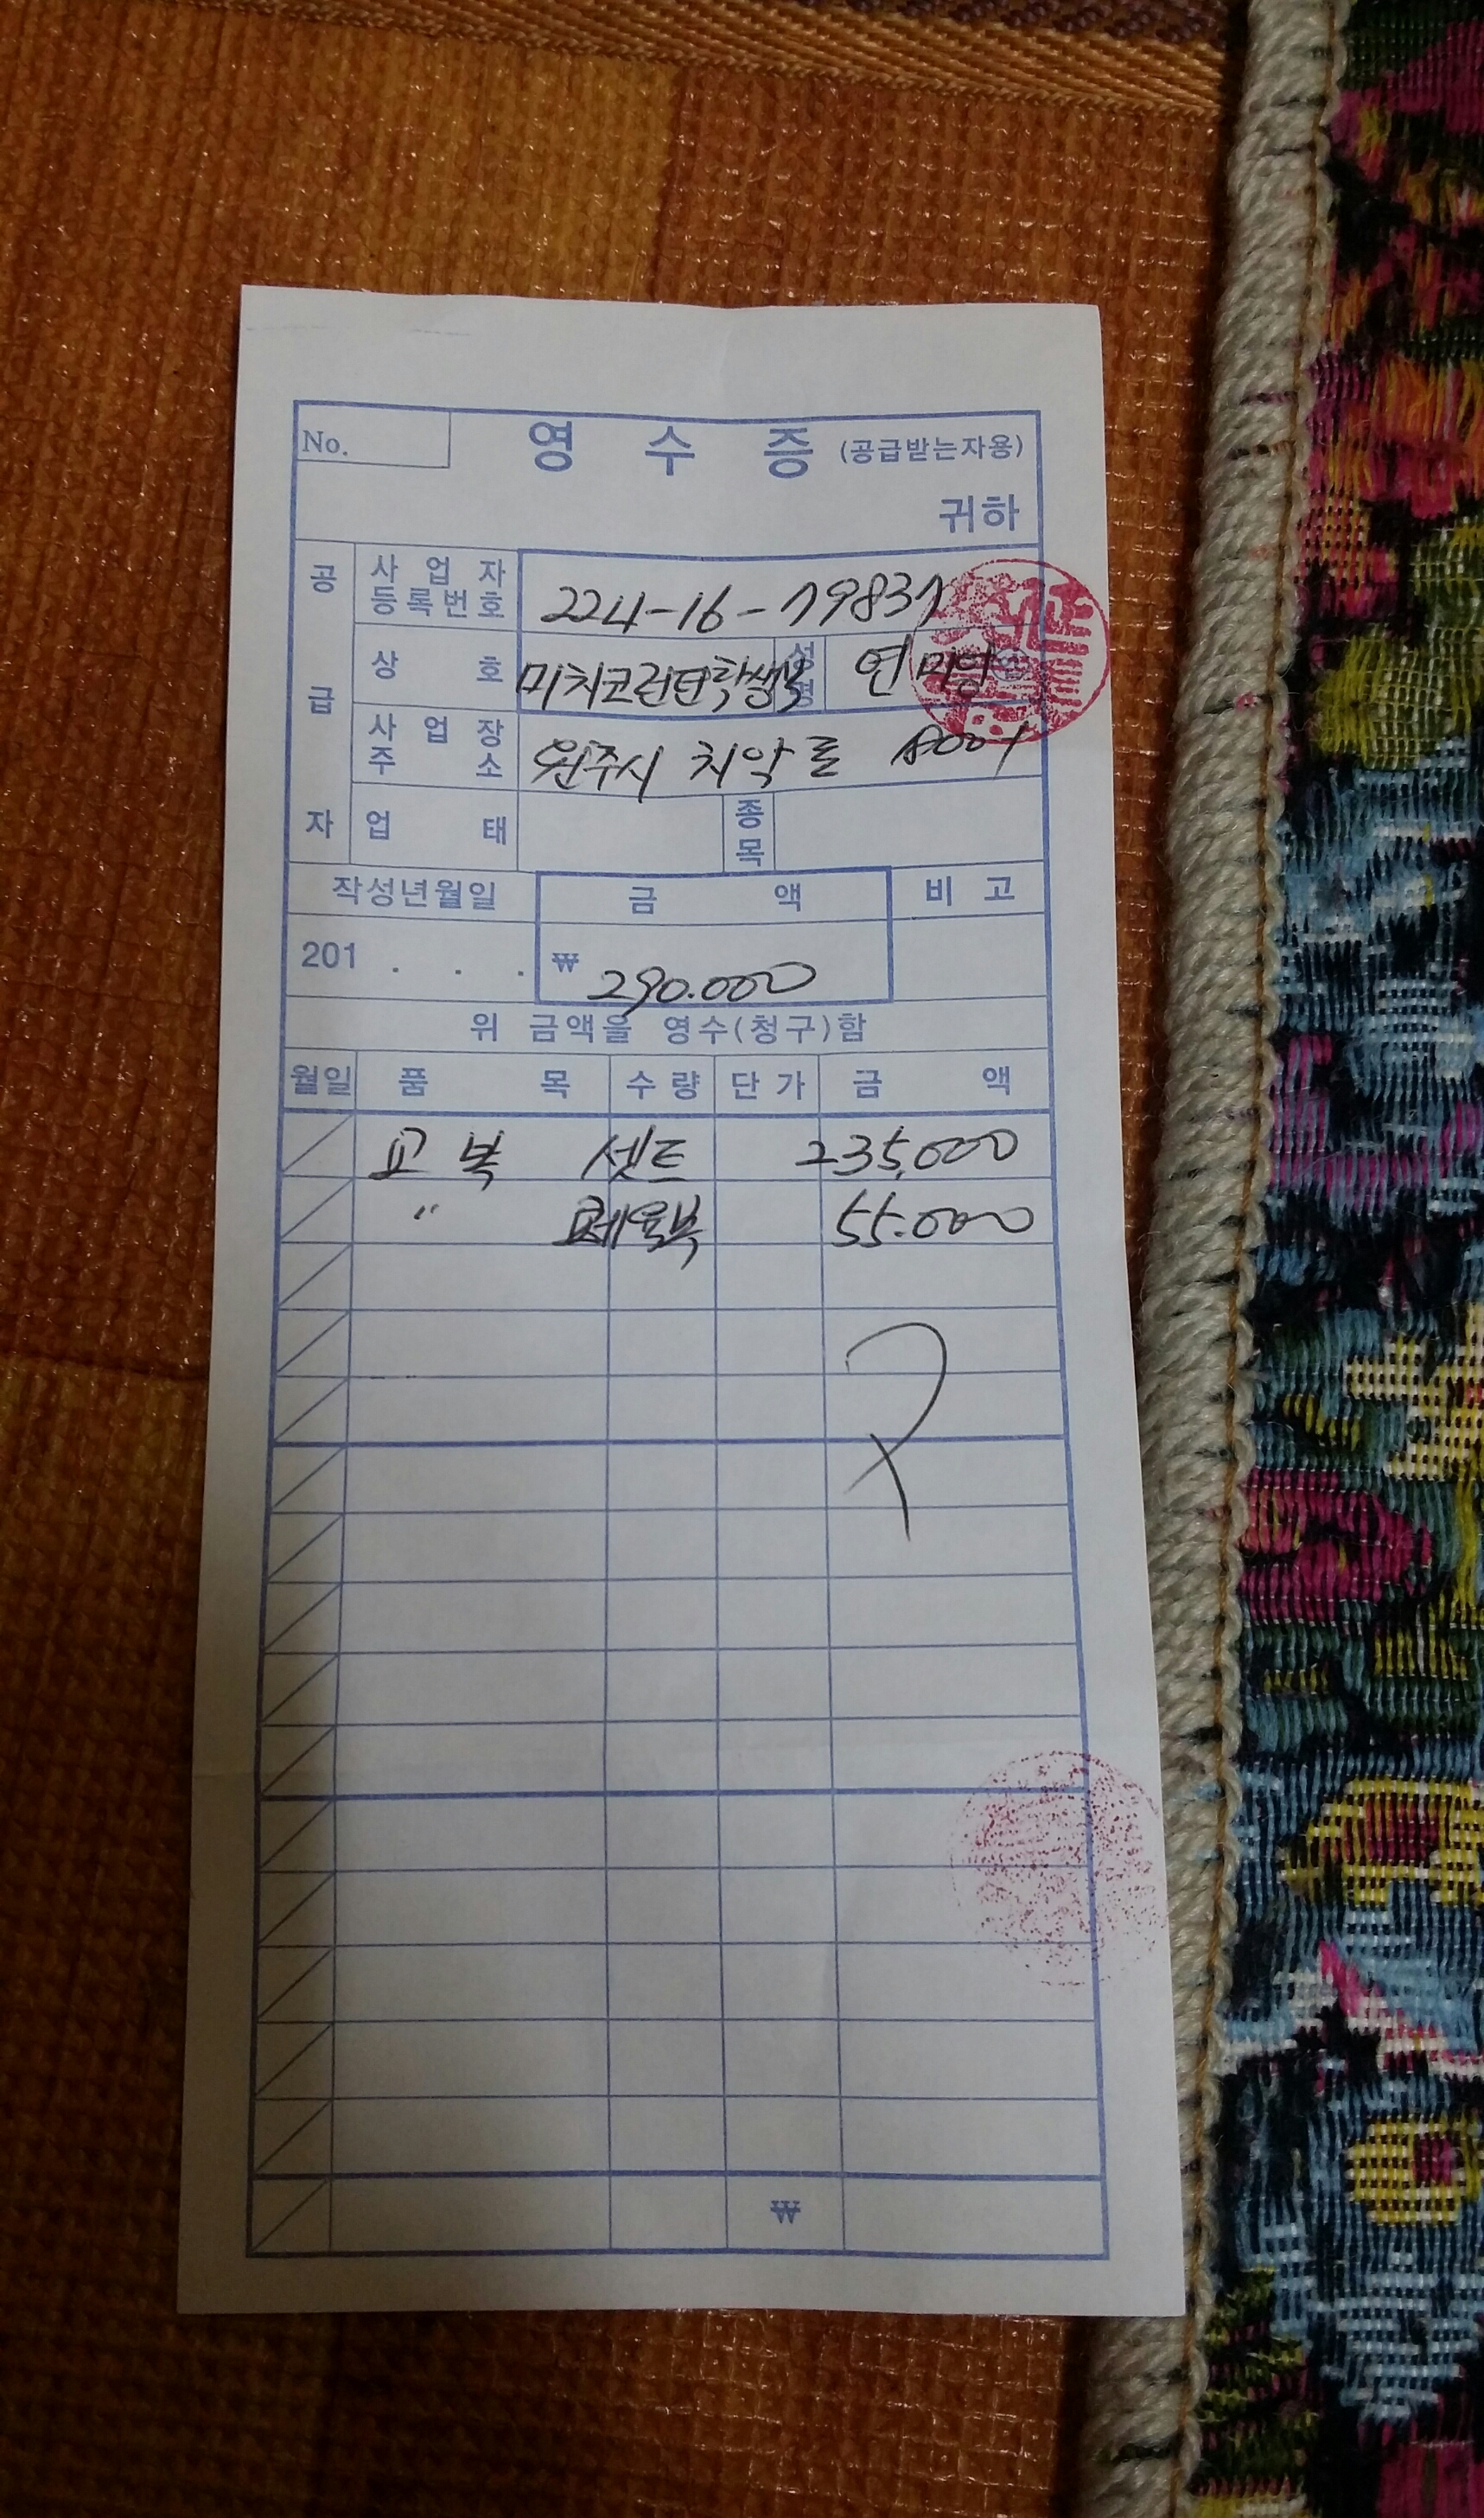 No. 영 수 증 (공급받는자용)
귀하
공급자
사업자등록번호 224-16-79837
상호 미치코런던학생복 성명 연미영
사업장주소 원주시 치악로
업태 종목
작성년월일 금액 비고
201 . . . ₩ 290.000
위 금액을 영수(청구)함
월일 품목 수량 단가 금액
교복 셋트 235,000
〃 체육복 55.000
₩